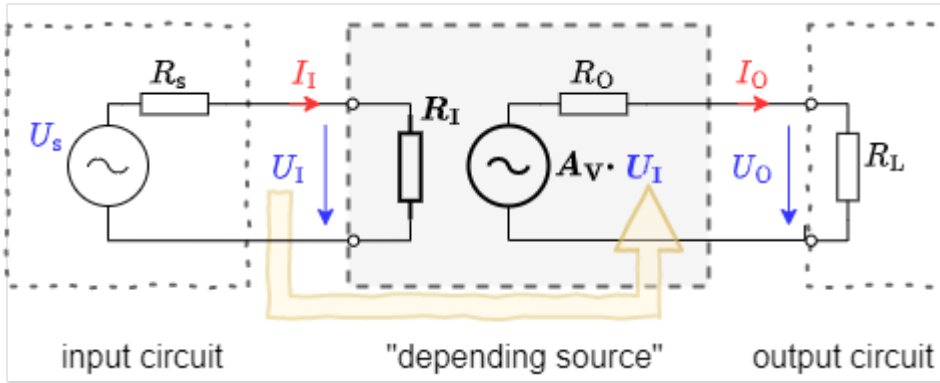 R_s I_I R_I R_O I_O
U_s U_I A_V · U_I U_O R_L
input circuit "depending source" output circuit